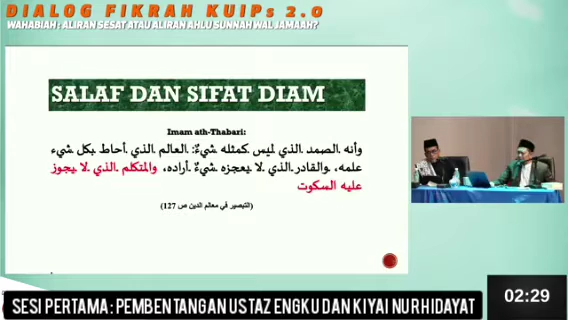 DIALOG FIKRAH KUIPs 2.0
WAHABIAH : ALIRAN SESAT ATAU ALIRAN AHLU SUNNAH WAL JAMAAH?
SALAF DAN SIFAT DIAM
Imam ath-Thabari:
وأنه الصمد الذي ليس كمثله شيءٌ: العالم الذي أحاط بكل شيء
علمه، والقادر الذي لا يعجزه شيءٌ أراده، والمتكلم الذي لا يجوز
عليه السكوت
(التبصير في معالم الدين ص 127)
SESI PERTAMA : PEMBENTANGAN USTAZ ENGKU DAN KIYAI NURHIDAYAT
02:29